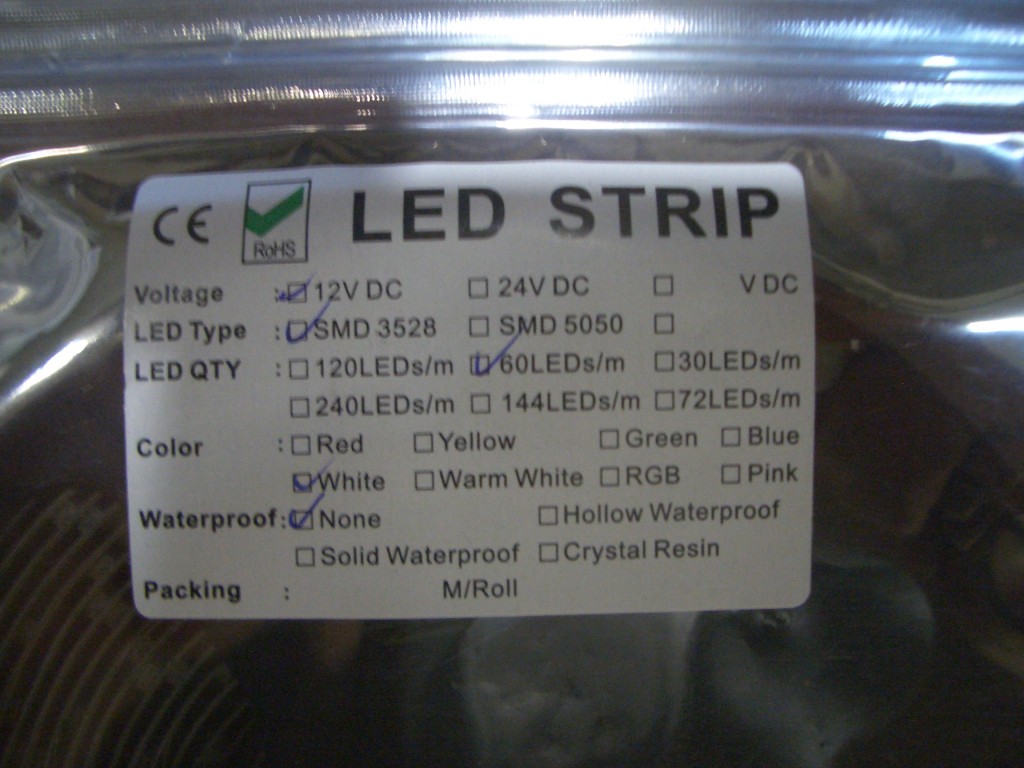 CE RoHS LED STRIP
Voltage : ☑12V DC ☐ 24V DC ☐ V DC
LED Type : ☑SMD 3528 ☐ SMD 5050 ☐
LED QTY : ☐120LEDs/m ☑60LEDs/m ☐30LEDs/m
☐240LEDs/m ☐ 144LEDs/m ☐72LEDs/m
Color : ☐Red ☐Yellow ☐Green ☐Blue
☑White ☐Warm White ☐RGB ☐Pink
Waterproof: ☑None ☐Hollow Waterproof
☐Solid Waterproof ☐Crystal Resin
Packing : M/Roll